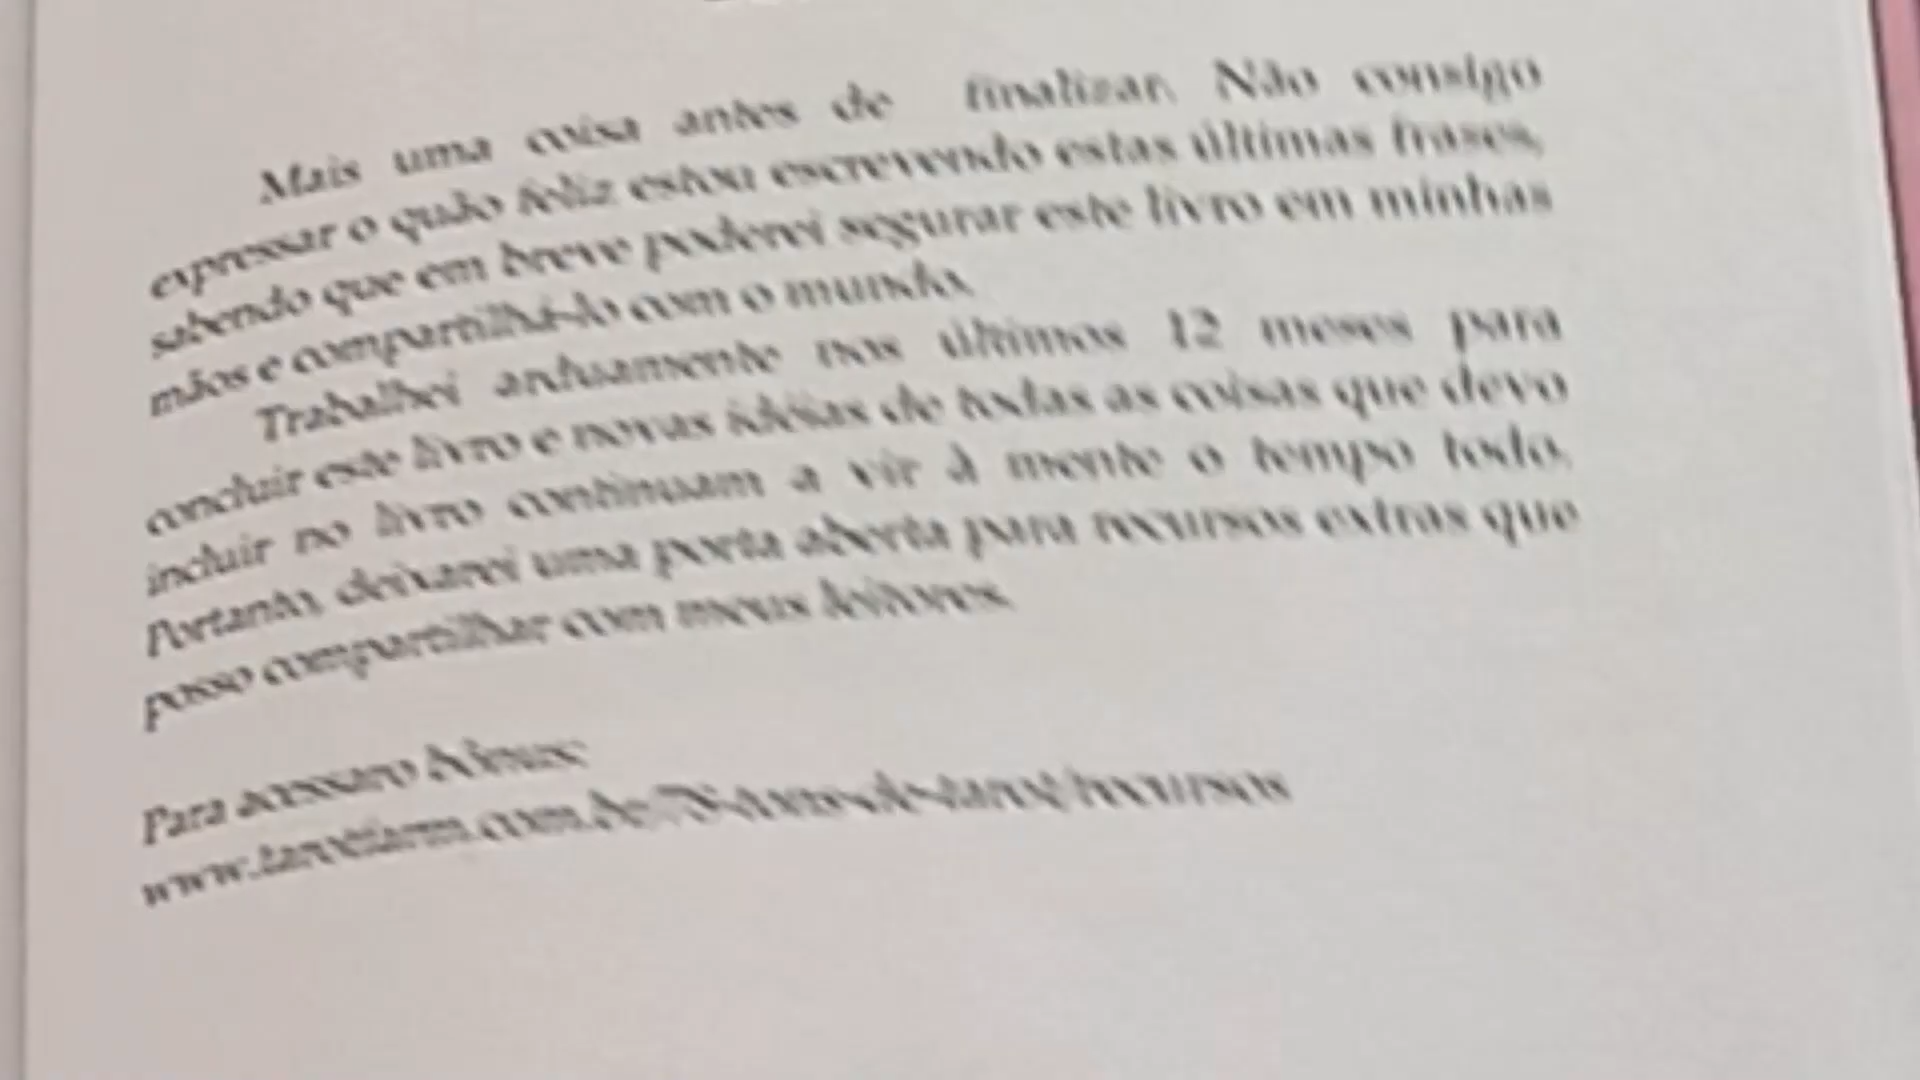 Mais uma coisa antes de finalizar. Não consigo
expressar o quão feliz estou escrevendo estas últimas frases,
sabendo que em breve poderei segurar este livro em minhas
mãos e compartilhá-lo com o mundo.
Trabalhei arduamente nos últimos 12 meses para
concluir este livro e novas idéias de todas as coisas que devo
incluir no livro continuam a vir à mente o tempo todo.
Portanto, deixarei uma porta aberta para recursos extras que
posso compartilhar com meus leitores.
Para acessar o